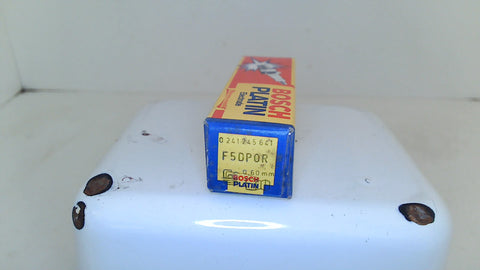 BOSCH
PLATIN
0 241 245 641
F5DP0R
0,60 mm
BOSCH
PLATIN